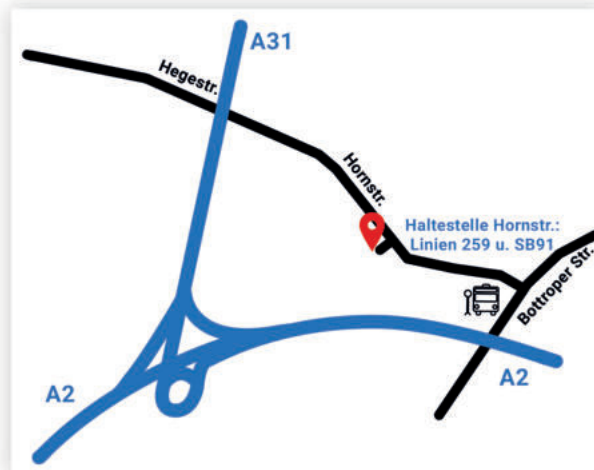 A31
Hegestr.
Hornstr.
Haltestelle Hornstr.:
Linien 259 u. SB91
Bottroper Str.
A2
A2